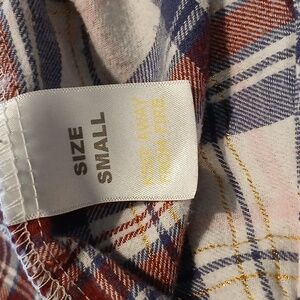 SIZE
SMALL
KEEP AWAY
FROM FIRE